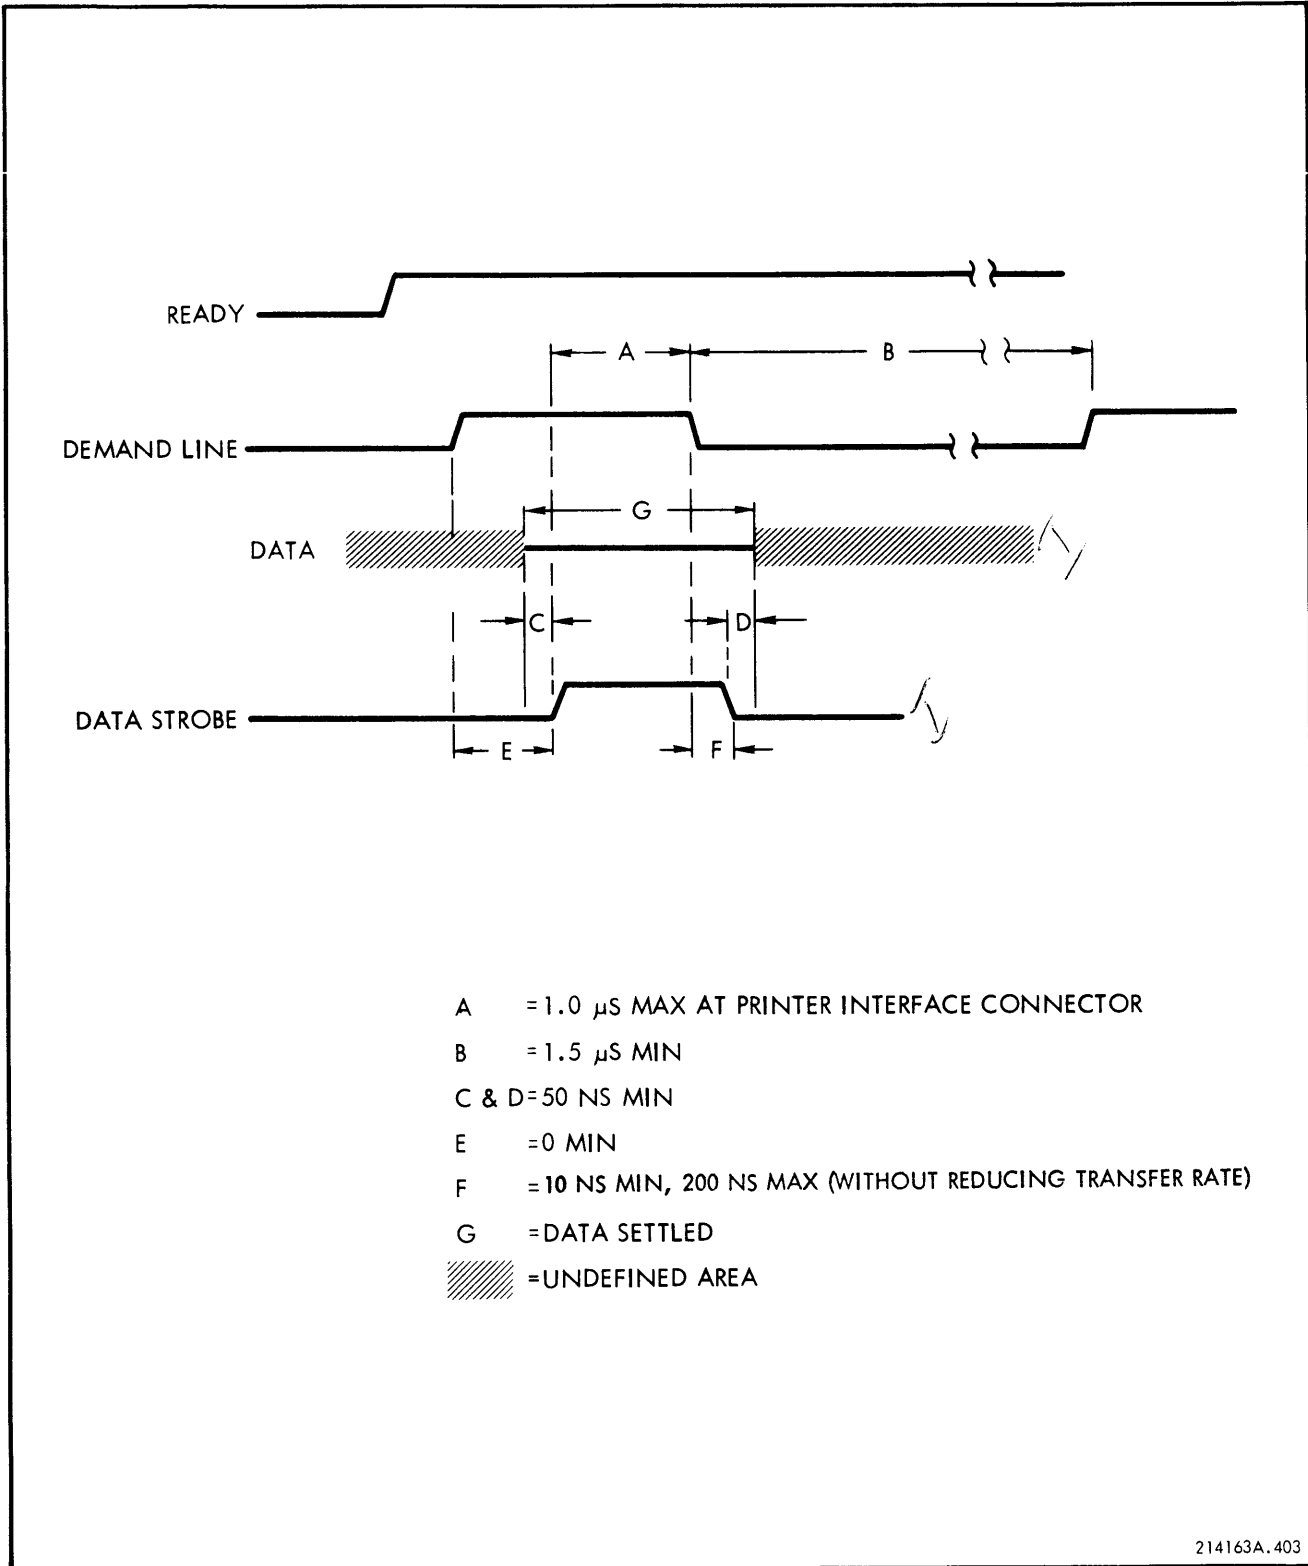 READY
A
B
DEMAND LINE
G
DATA
C
D
DATA STROBE
E
F
A =1.0 µS MAX AT PRINTER INTERFACE CONNECTOR
B =1.5 µS MIN
C & D=50 NS MIN
E =0 MIN
F =10 NS MIN, 200 NS MAX (WITHOUT REDUCING TRANSFER RATE)
G =DATA SETTLED
=UNDEFINED AREA
214163A.403